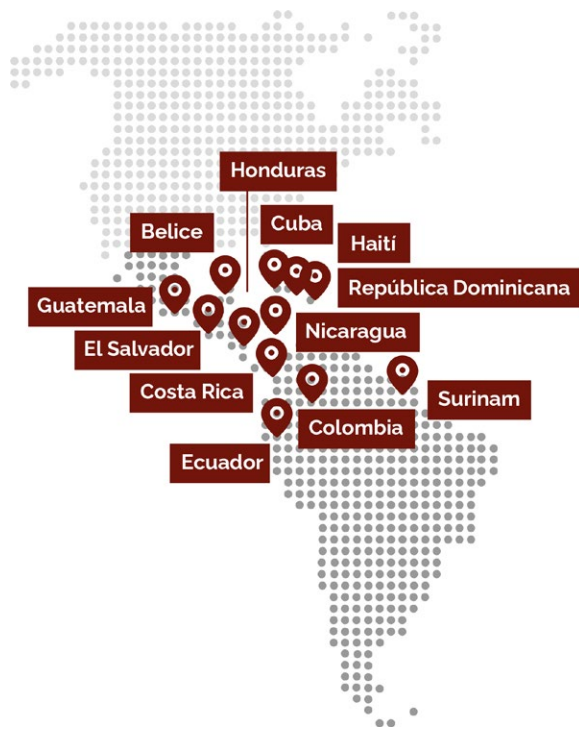 Honduras
Cuba
Belice
Haití
República Dominicana
Guatemala
Nicaragua
El Salvador
Costa Rica
Surinam
Colombia
Ecuador